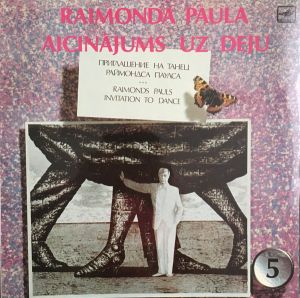 RAIMONDA PAULA
AICINĀJUMS UZ DEJU
ПРИГЛАШЕНИЕ НА ТАНЕЦ
РАЙМОНДСА ПАУЛСА
RAIMONDS PAULS
INVITATION TO DANCE
5